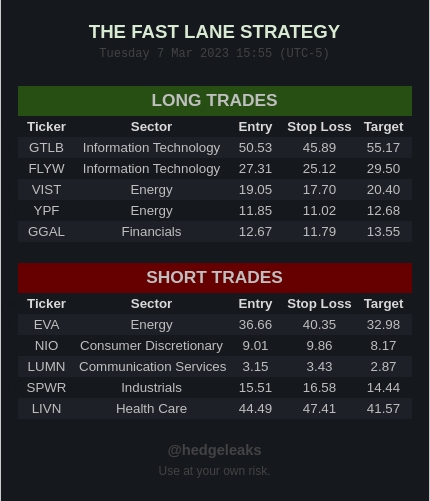 THE FAST LANE STRATEGY
Tuesday 7 Mar 2023 15:55 (UTC-5)
LONG TRADES
Ticker Sector Entry Stop Loss Target
GTLB Information Technology 50.53 45.89 55.17
FLYW Information Technology 27.31 25.12 29.50
VIST Energy 19.05 17.70 20.40
YPF Energy 11.85 11.02 12.68
GGAL Financials 12.67 11.79 13.55
SHORT TRADES
Ticker Sector Entry Stop Loss Target
EVA Energy 36.66 40.35 32.98
NIO Consumer Discretionary 9.01 9.86 8.17
LUMN Communication Services 3.15 3.43 2.87
SPWR Industrials 15.51 16.58 14.44
LIVN Health Care 44.49 47.41 41.57
@hedgeleaks
Use at your own risk.